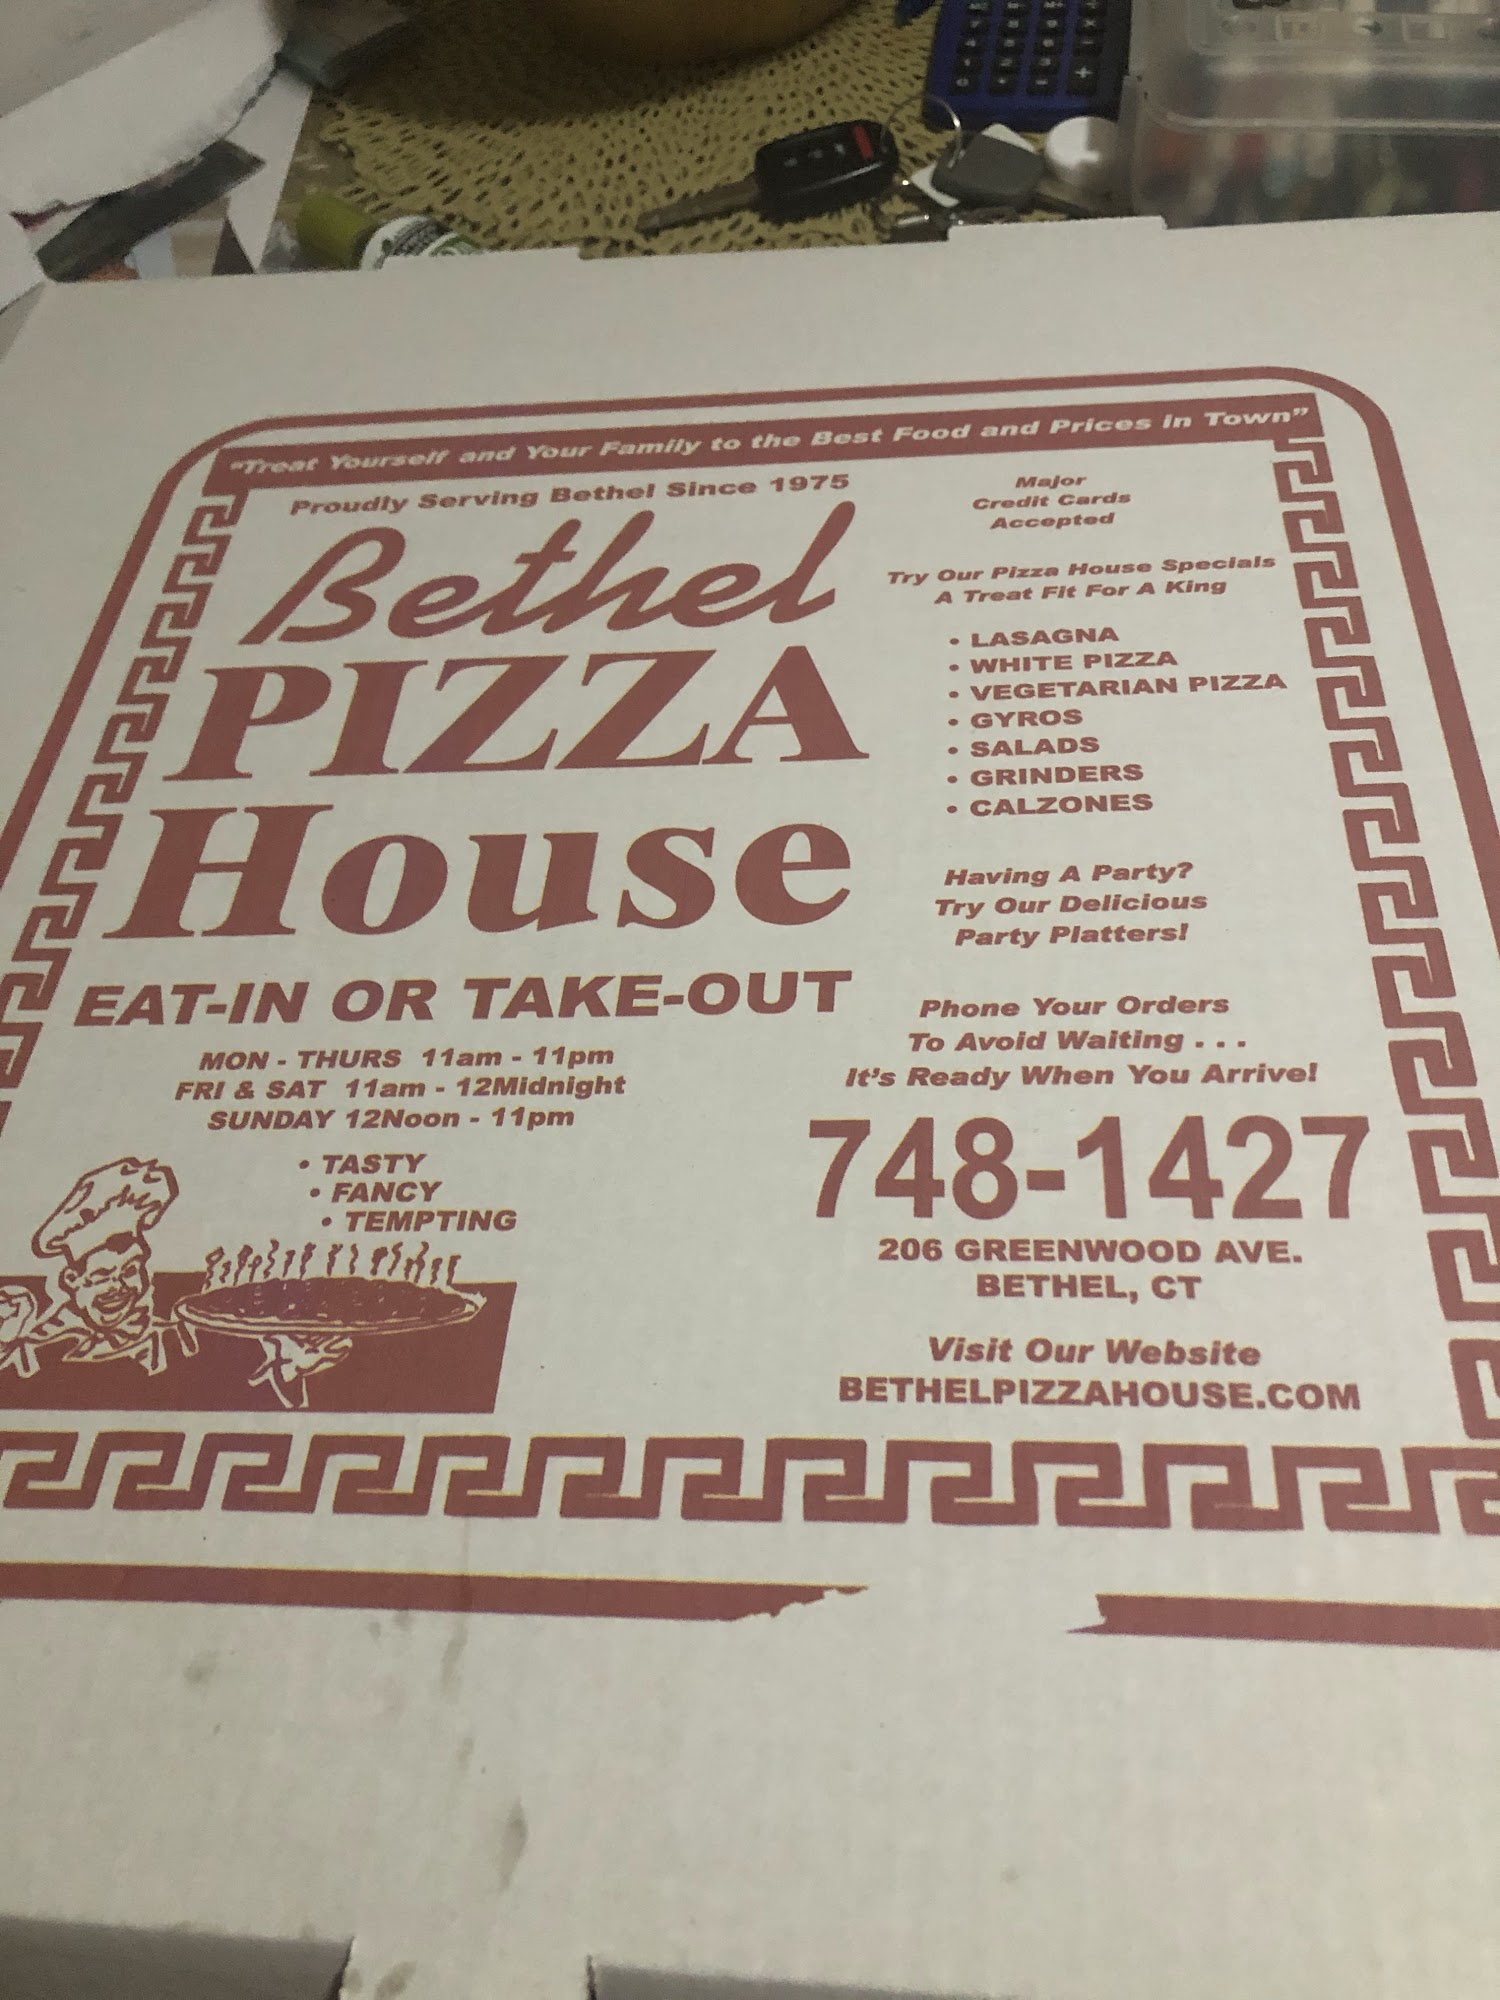 "Treat Yourself and Your Family to the Best Food and Prices in Town"
Proudly Serving Bethel Since 1975
Bethel
PIZZA
House
EAT-IN OR TAKE-OUT
MON - THURS 11am - 11pm
FRI & SAT 11am - 12Midnight
SUNDAY 12Noon - 11pm
• TASTY
• FANCY
• TEMPTING
Major
Credit Cards
Accepted
Try Our Pizza House Specials
A Treat Fit For A King
• LASAGNA
• WHITE PIZZA
• VEGETARIAN PIZZA
• GYROS
• SALADS
• GRINDERS
• CALZONES
Having A Party?
Try Our Delicious
Party Platters!
Phone Your Orders
To Avoid Waiting . . .
It's Ready When You Arrive!
748-1427
206 GREENWOOD AVE.
BETHEL, CT
Visit Our Website
BETHELPIZZAHOUSE.COM